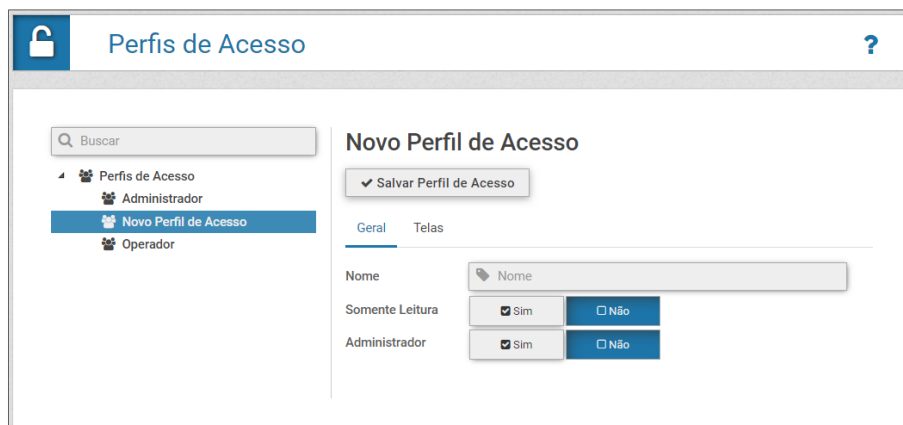 Perfis de Acesso
?
Buscar
Perfis de Acesso
Administrador
Novo Perfil de Acesso
Operador
Novo Perfil de Acesso
Salvar Perfil de Acesso
Geral Telas
Nome Nome
Somente Leitura Sim Não
Administrador Sim Não